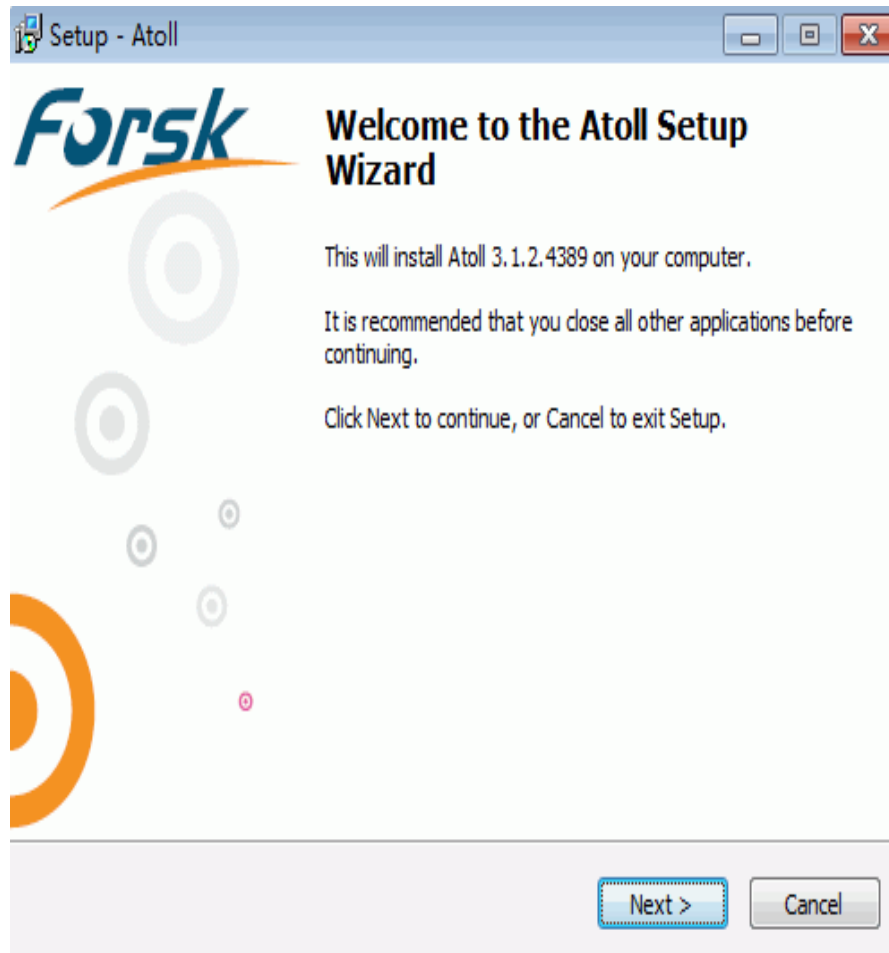 Setup - Atoll
Forsk
Welcome to the Atoll Setup
Wizard
This will install Atoll 3.1.2.4389 on your computer.
It is recommended that you close all other applications before
continuing.
Click Next to continue, or Cancel to exit Setup.
Next >
Cancel